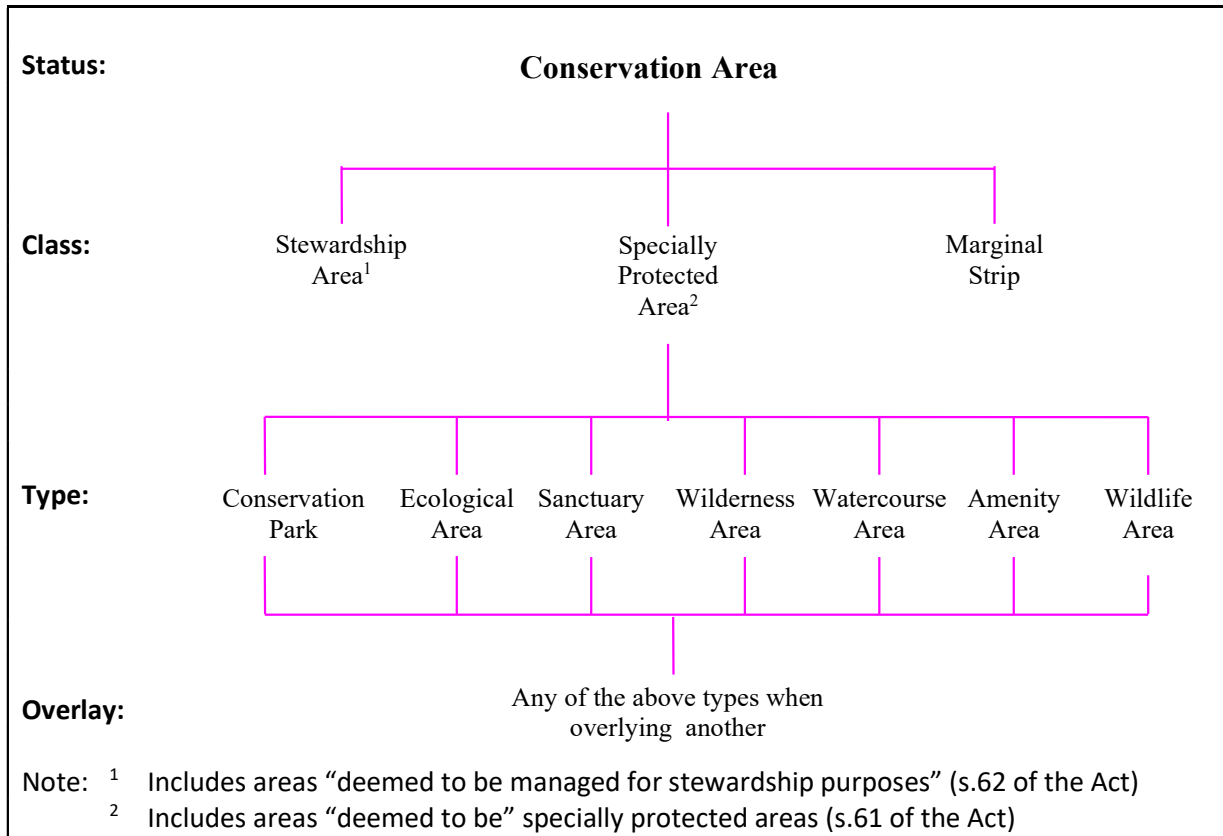 Status: Conservation Area
Class: Stewardship Specially Marginal
Area¹ Protected Strip
Area²
Type: Conservation Ecological Sanctuary Wilderness Watercourse Amenity Wildlife
Park Area Area Area Area Area Area
Any of the above types when
Overlay: overlying another
Note: ¹ Includes areas “deemed to be managed for stewardship purposes” (s.62 of the Act)
² Includes areas “deemed to be” specially protected areas (s.61 of the Act)